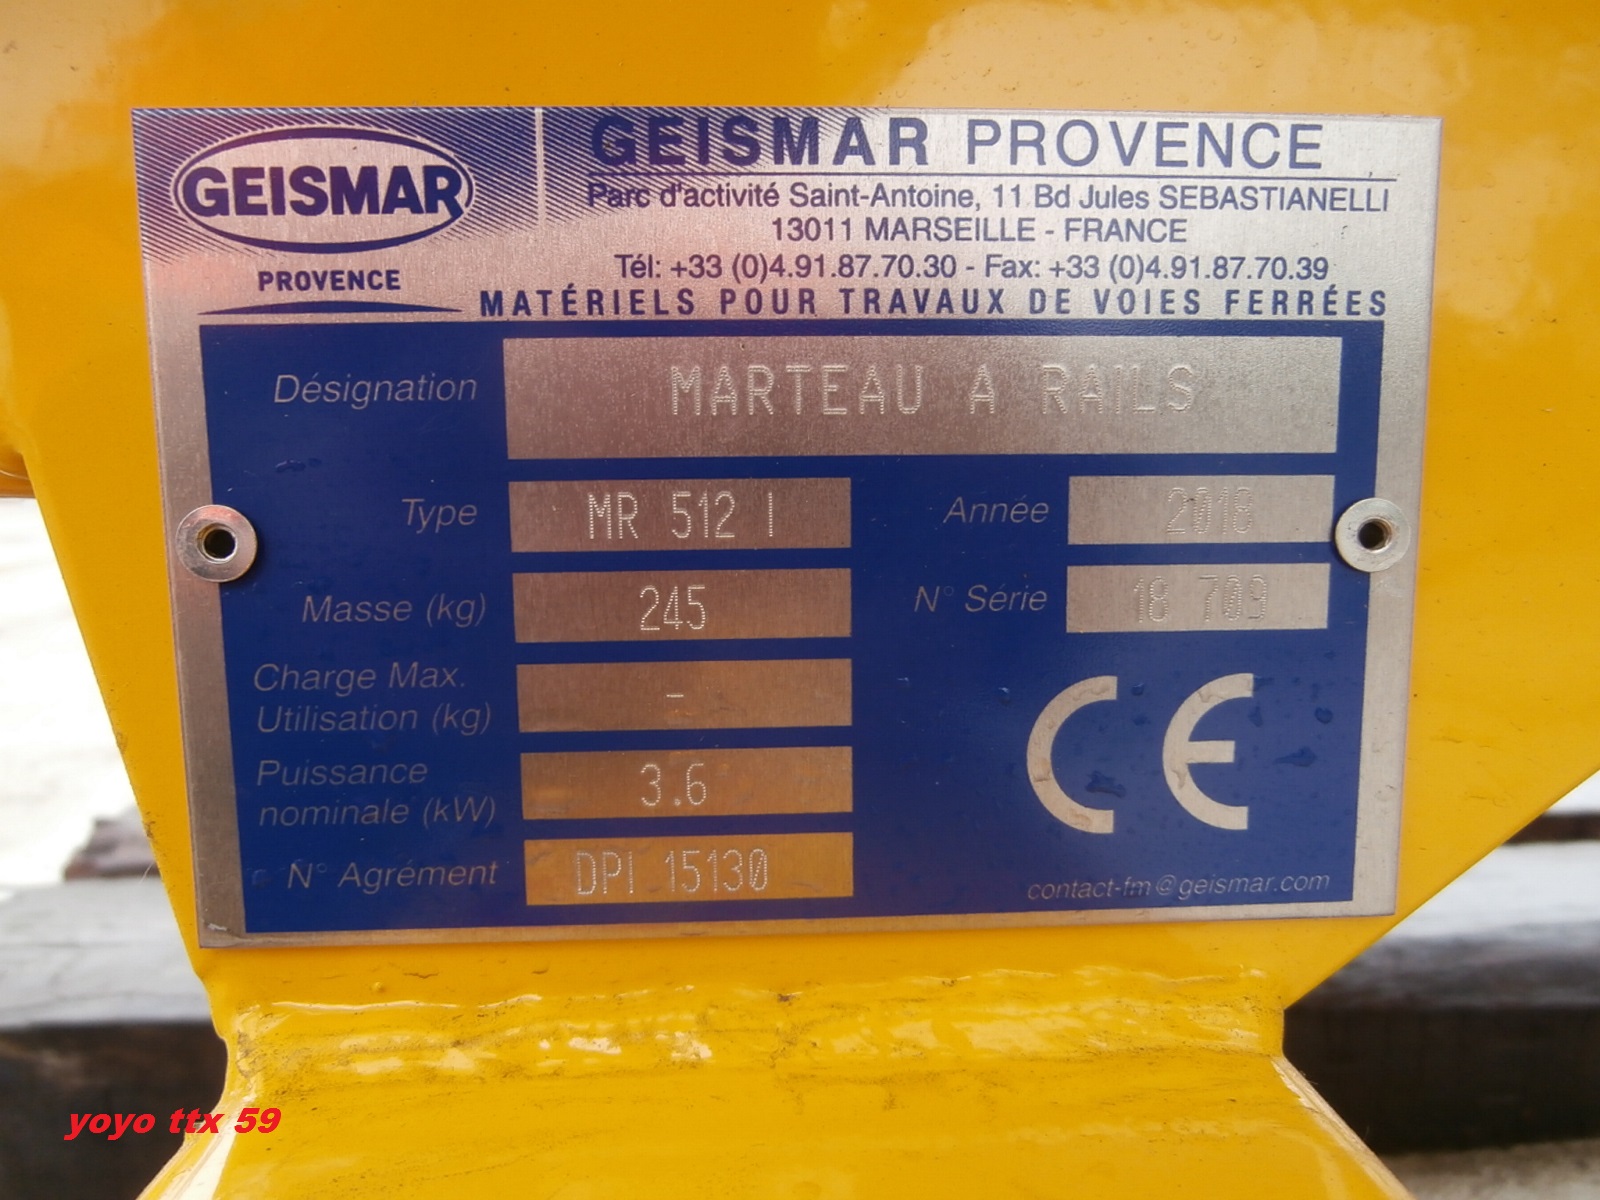 GEISMAR
PROVENCE
GEISMAR PROVENCE
Parc d'activité Saint-Antoine, 11 Bd Jules SEBASTIANELLI
13011 MARSEILLE - FRANCE
Tél: +33 (0)4.91.87.70.30 - Fax: +33 (0)4.91.87.70.39
MATÉRIELS POUR TRAVAUX DE VOIES FERRÉES
Désignation MARTEAU A RAILS
Type MR 512 I
Année 2018
Masse (kg) 245
N° Série 18 709
Charge Max.
Utilisation (kg) -
Puissance
nominale (kW) 3.6
N° Agrément DPI 15130
CE
contact-fm@geismar.com
yoyo ttx 59